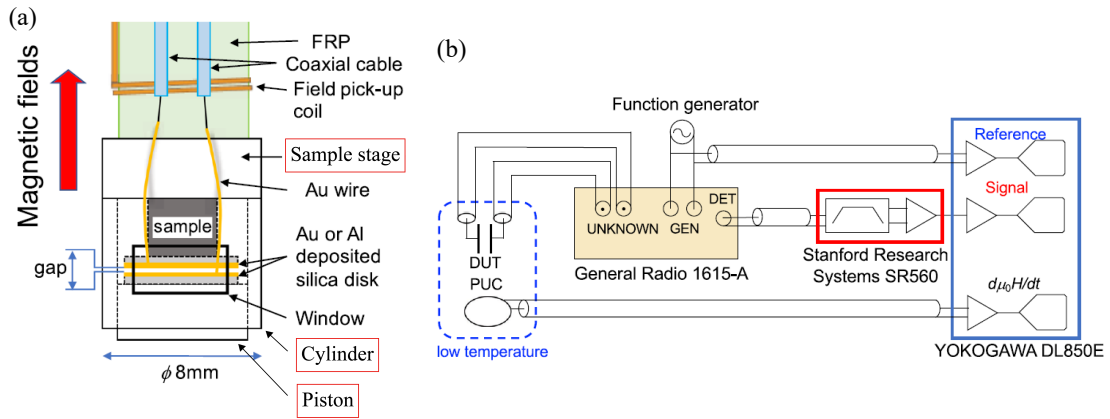 (a)
Magnetic fields
FRP
Coaxial cable
Field pick-up
coil
Sample stage
Au wire
sample
gap
Au or Al
deposited
silica disk
Window
Cylinder
ϕ 8mm
Piston
(b)
Function generator
Reference
Signal
DET
UNKNOWN
GEN
DUT
PUC
General Radio 1615-A
Stanford Research
Systems SR560
dμ₀H/dt
low temperature
YOKOGAWA DL850E